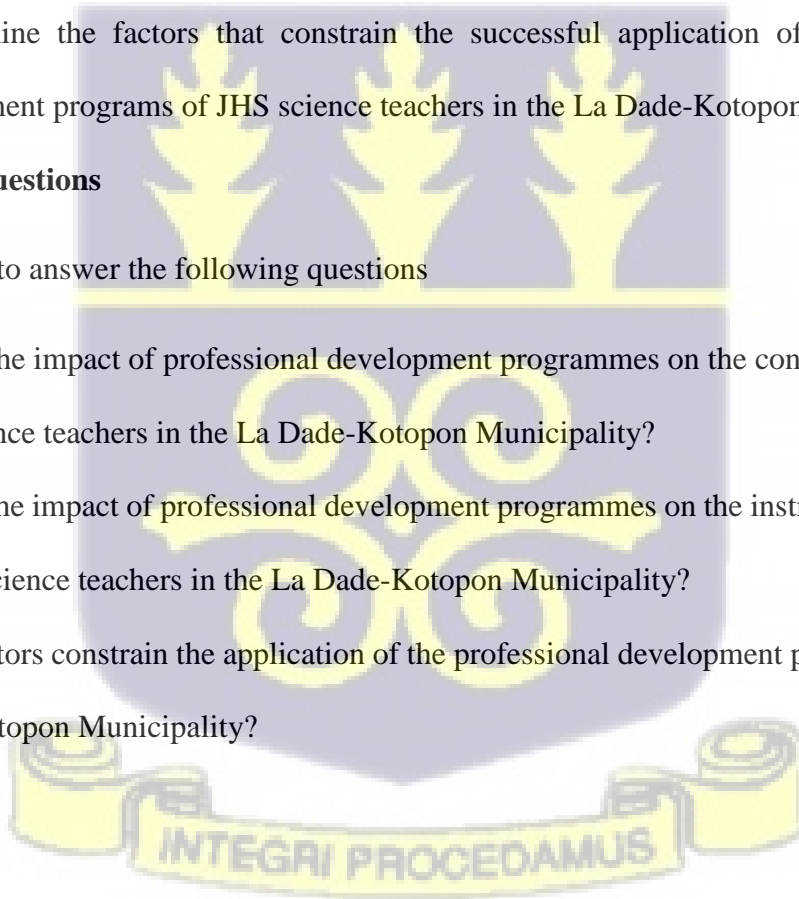 ine the factors that constrain the successful application of
ent programs of JHS science teachers in the La Dade-Kotopon
uestions
to answer the following questions
he impact of professional development programmes on the con
nce teachers in the La Dade-Kotopon Municipality?
he impact of professional development programmes on the inst
cience teachers in the La Dade-Kotopon Municipality?
tors constrain the application of the professional development p
topon Municipality?
INTEGRI PROCEDAMUS